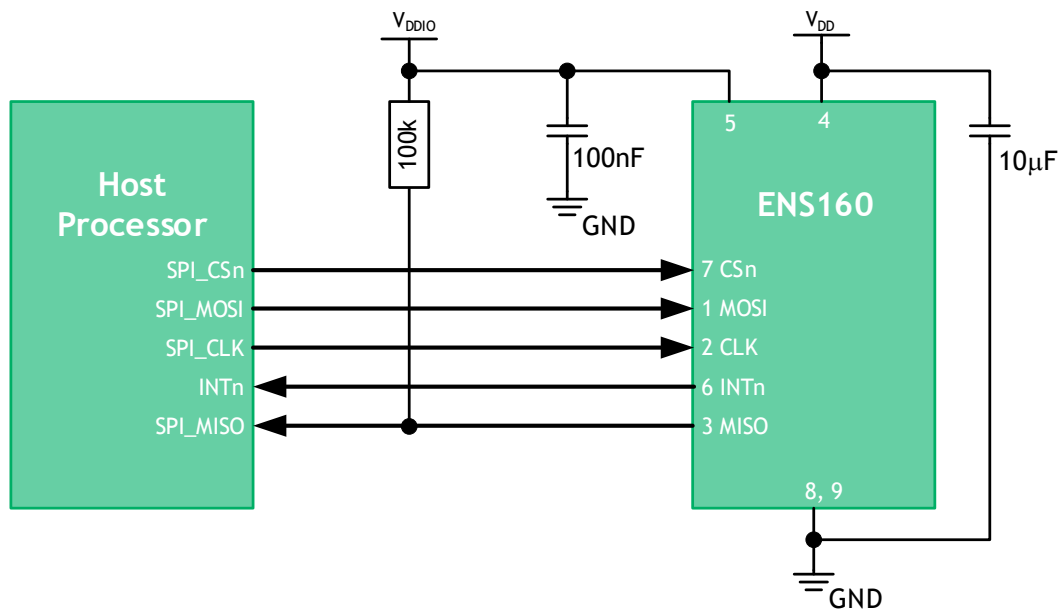 VDDIO
VDD
100k
5
4
100nF
10μF
Host
Processor
ENS160
GND
SPI_CSn
7 CSn
SPI_MOSI
1 MOSI
SPI_CLK
2 CLK
INTn
6 INTn
SPI_MISO
3 MISO
8, 9
GND